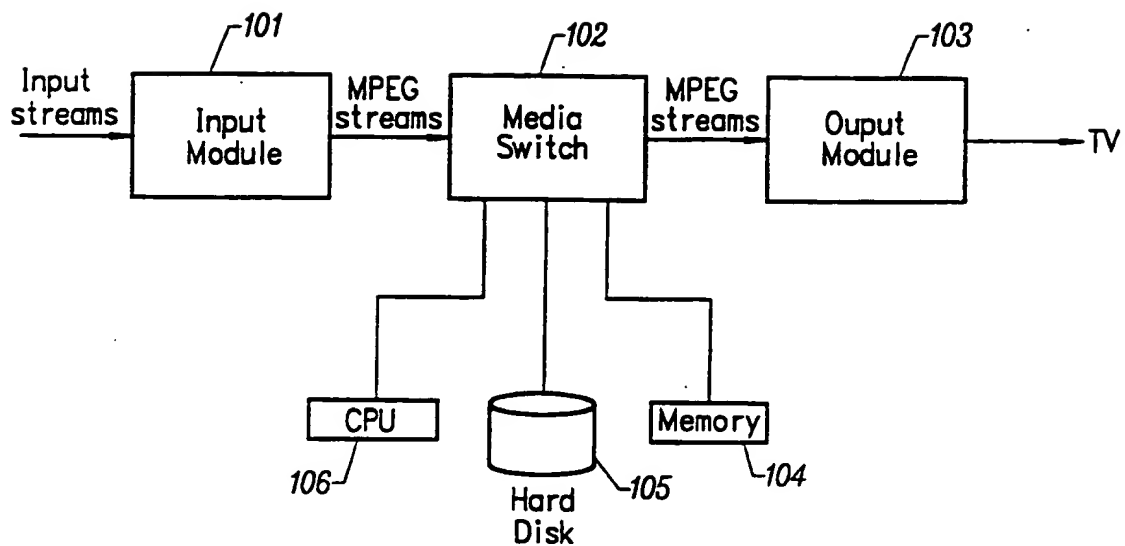 101
102
103
Input
streams
Input
Module
MPEG
streams
Media
Switch
MPEG
streams
Ouput
Module
TV
CPU
106
105
Hard
Disk
Memory
104